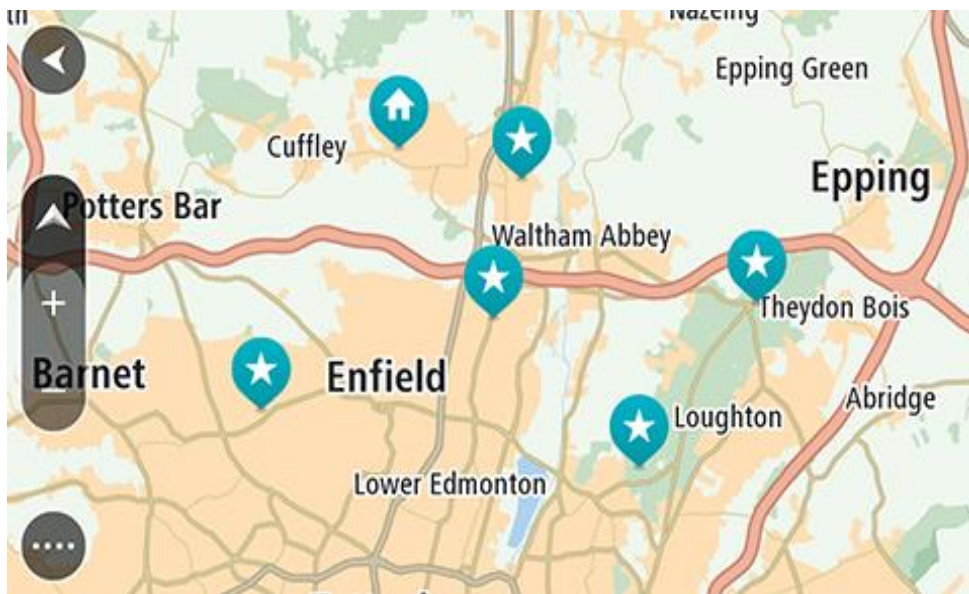 Nazeing
Epping Green
Cuffley
Epping
Potters Bar
Waltham Abbey
Theydon Bois
Barnet
Enfield
Abridge
Loughton
Lower Edmonton